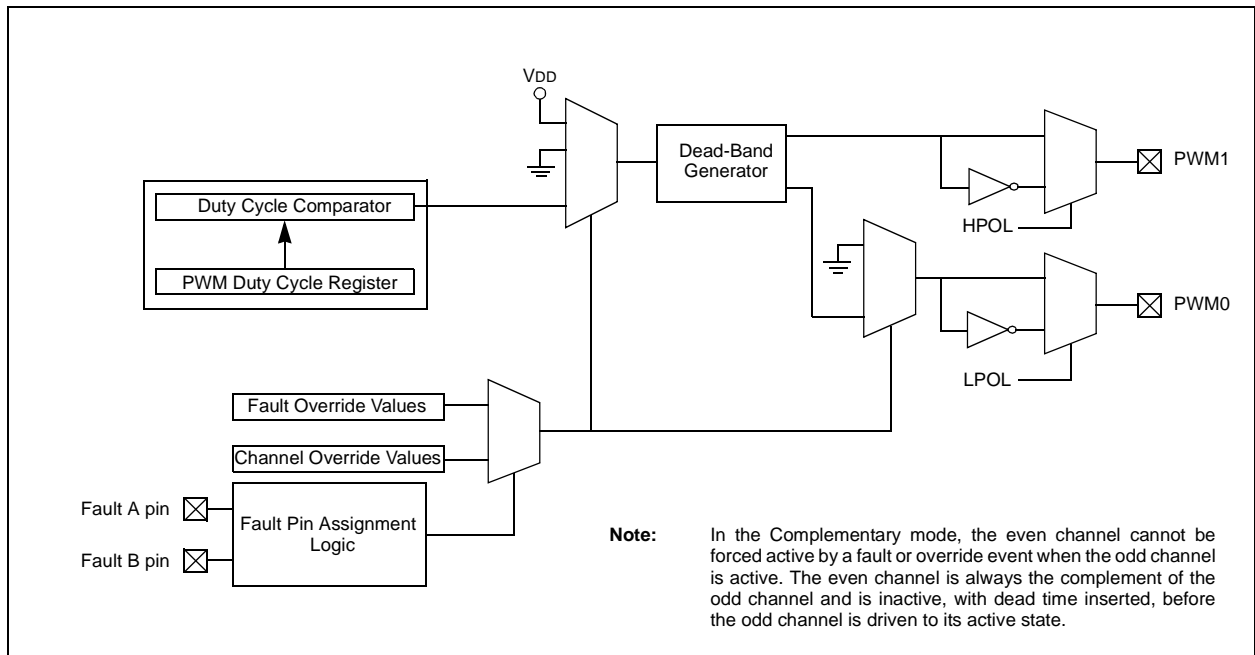 VDD
Dead-Band
Generator
PWM1
HPOL
Duty Cycle Comparator
PWM Duty Cycle Register
PWM0
LPOL
Fault Override Values
Channel Override Values
Fault A pin
Fault B pin
Fault Pin Assignment
Logic
Note: In the Complementary mode, the even channel cannot be
forced active by a fault or override event when the odd channel
is active. The even channel is always the complement of the
odd channel and is inactive, with dead time inserted, before
the odd channel is driven to its active state.